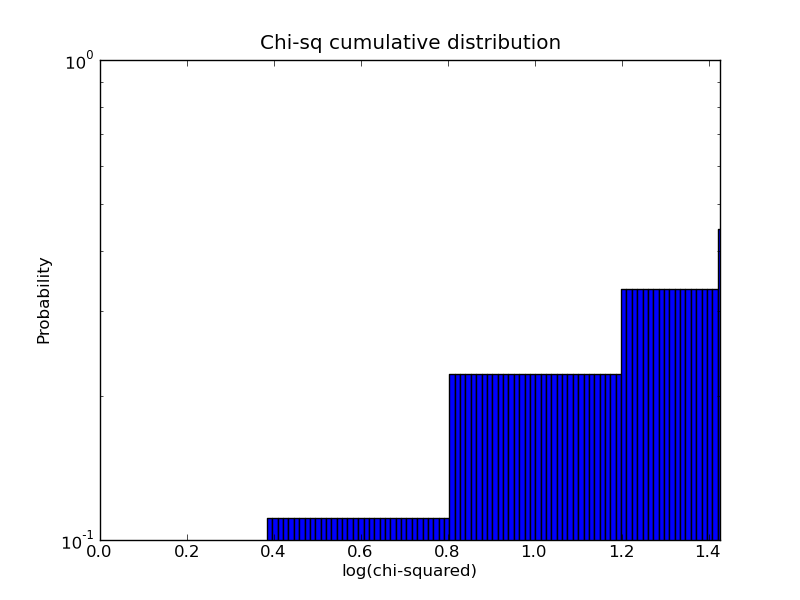 Chi-sq cumulative distribution
10^0
Probability
10^-1
0.0 0.2 0.4 0.6 0.8 1.0 1.2 1.4
log(chi-squared)